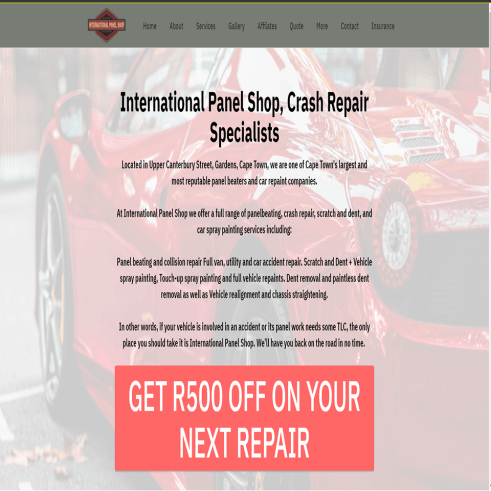 INTERNATIONAL PANEL SHOP
Home About Services Gallery Affilates Quote More Contact Insurance
International Panel Shop, Crash Repair
Specialists
Located in Upper Canterbury Street, Gardens, Cape Town, we are one of Cape Town's largest and
most reputable panel beaters and car repaint companies.
At International Panel Shop we offer a full range of panelbeating, crash repair, scratch and dent, and
car spray painting services including:
Panel beating and collision repair Full van, utility and car accident repair. Scratch and Dent + Vehicle
spray painting, Touch-up spray painting and full vehicle repaints. Dent removal and paintless dent
removal as well as Vehicle realignment and chassis straightening.
In other words, if your vehicle is involved in an accident or its panel work needs some TLC, the only
place you should take it is International Panel Shop. We'll have you back on the road in no time.
GET R500 OFF ON YOUR
NEXT REPAIR